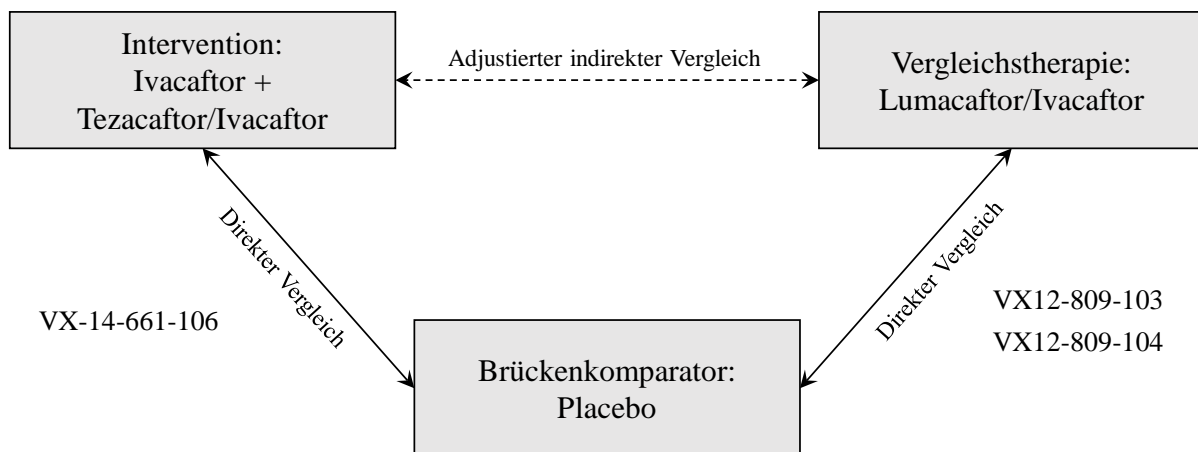 Intervention:
Ivacaftor +
Tezacaftor/Ivacaftor
Adjustierter indirekter Vergleich
Vergleichstherapie:
Lumacaftor/Ivacaftor
Direkter Vergleich
Direkter Vergleich
VX-14-661-106
VX12-809-103
VX12-809-104
Brückenkomparator:
Placebo